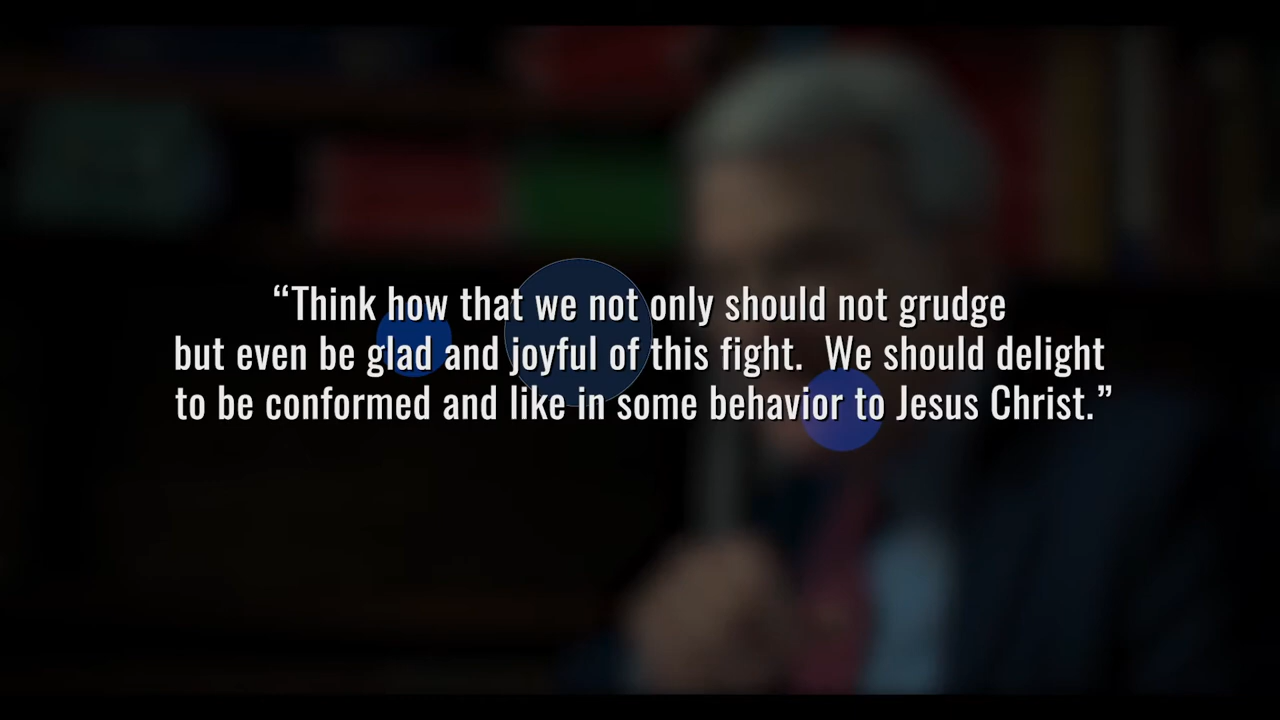 “Think how that we not only should not grudge
but even be glad and joyful of this fight.  We should delight
to be conformed and like in some behavior to Jesus Christ.”